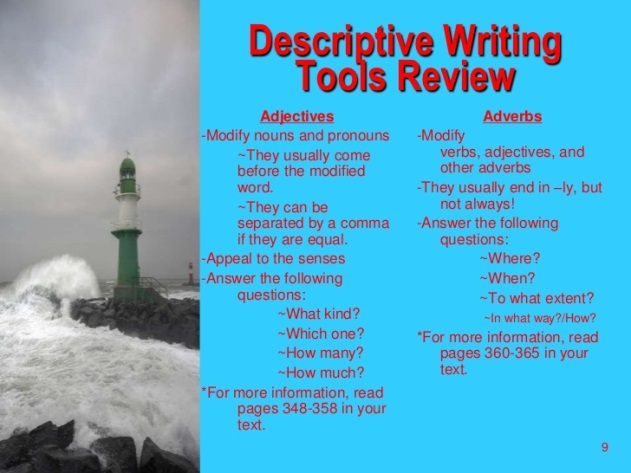 Descriptive Writing
Tools Review
Adjectives
-Modify nouns and pronouns
~They usually come
before the modified
word.
~They can be
separated by a comma
if they are equal.
-Appeal to the senses
-Answer the following
questions:
~What kind?
~Which one?
~How many?
~How much?
*For more information, read
pages 348-358 in your
text.
Adverbs
-Modify
verbs, adjectives, and
other adverbs
-They usually end in –ly, but
not always!
-Answer the following
questions:
~Where?
~When?
~To what extent?
~In what way?/How?
*For more information, read
pages 360-365 in your
text.
9